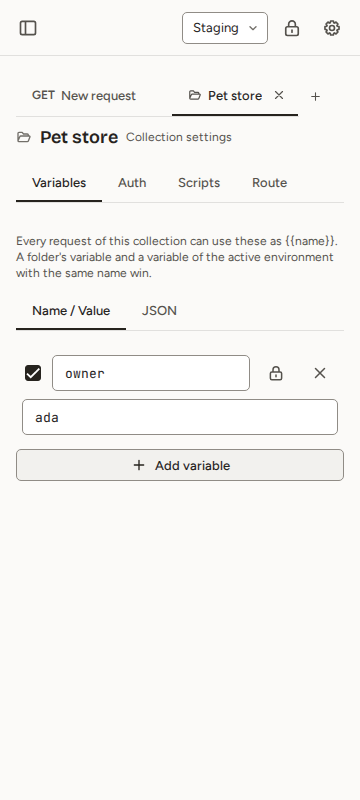 Staging
GET New request
Pet store
Pet store Collection settings
Variables Auth Scripts Route
Every request of this collection can use these as {{name}}.
A folder's variable and a variable of the active environment
with the same name win.
Name / Value JSON
owner
ada
Add variable